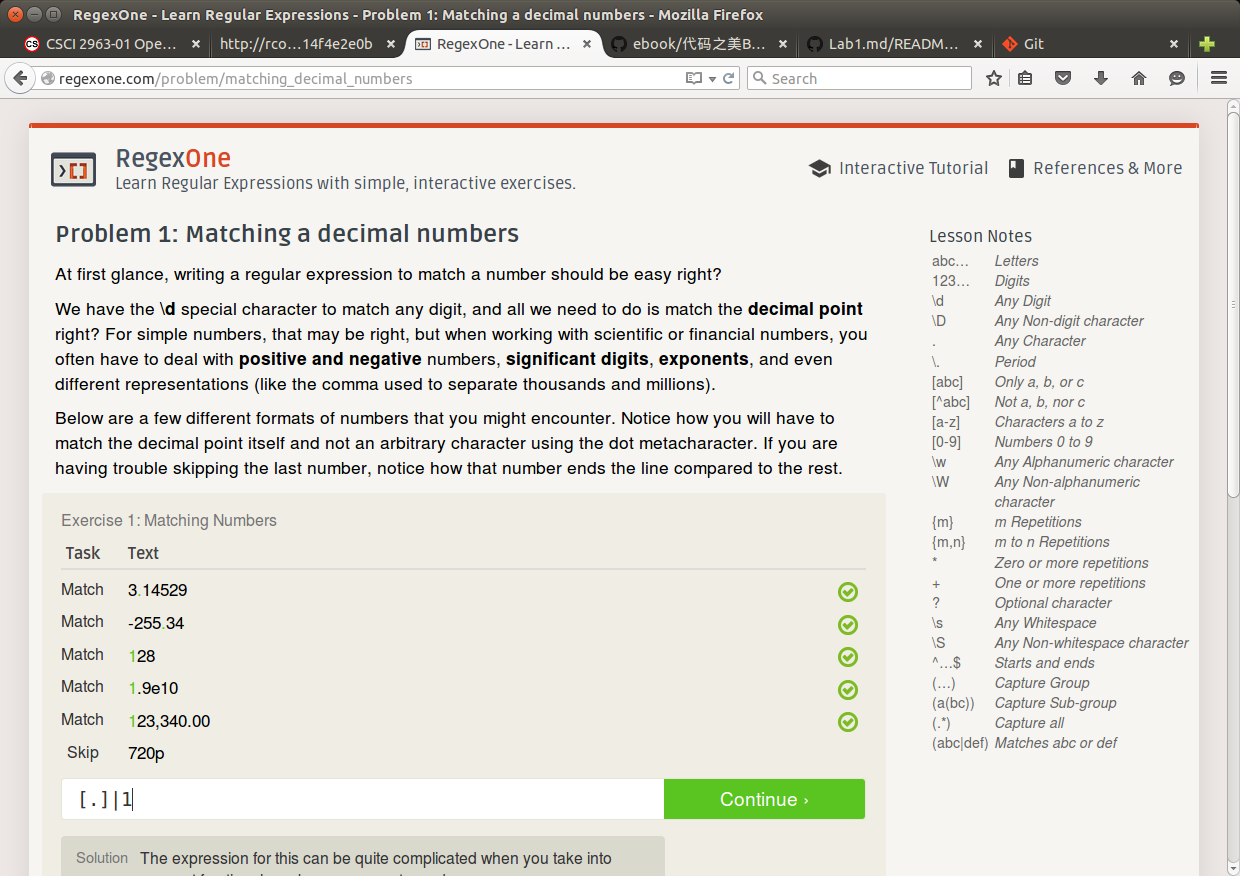 RegexOne - Learn Regular Expressions - Problem 1: Matching a decimal numbers - Mozilla Firefox
CSCI 2963-01 Ope... × http://rco...14f4e2e0b × RegexOne - Learn ... × ebook/代码之美B... × Lab1.md/READM... × Git ×
regexone.com/problem/matching_decimal_numbers Search
RegexOne
Learn Regular Expressions with simple, interactive exercises.
Interactive Tutorial References & More
Problem 1: Matching a decimal numbers
At first glance, writing a regular expression to match a number should be easy right?
We have the \d special character to match any digit, and all we need to do is match the decimal point
right? For simple numbers, that may be right, but when working with scientific or financial numbers, you
often have to deal with positive and negative numbers, significant digits, exponents, and even
different representations (like the comma used to separate thousands and millions).
Below are a few different formats of numbers that you might encounter. Notice how you will have to
match the decimal point itself and not an arbitrary character using the dot metacharacter. If you are
having trouble skipping the last number, notice how that number ends the line compared to the rest.
Exercise 1: Matching Numbers
Task Text
Match 3.14529
Match -255.34
Match 128
Match 1.9e10
Match 123,340.00
Skip 720p
[.]|1
Continue ›
Solution The expression for this can be quite complicated when you take into
Lesson Notes
abc… Letters
123… Digits
\d Any Digit
\D Any Non-digit character
. Any Character
\. Period
[abc] Only a, b, or c
[^abc] Not a, b, nor c
[a-z] Characters a to z
[0-9] Numbers 0 to 9
\w Any Alphanumeric character
\W Any Non-alphanumeric
character
{m} m Repetitions
{m,n} m to n Repetitions
* Zero or more repetitions
+ One or more repetitions
? Optional character
\s Any Whitespace
\S Any Non-whitespace character
^…$ Starts and ends
(…) Capture Group
(a(bc)) Capture Sub-group
(.*) Capture all
(abc|def) Matches abc or def